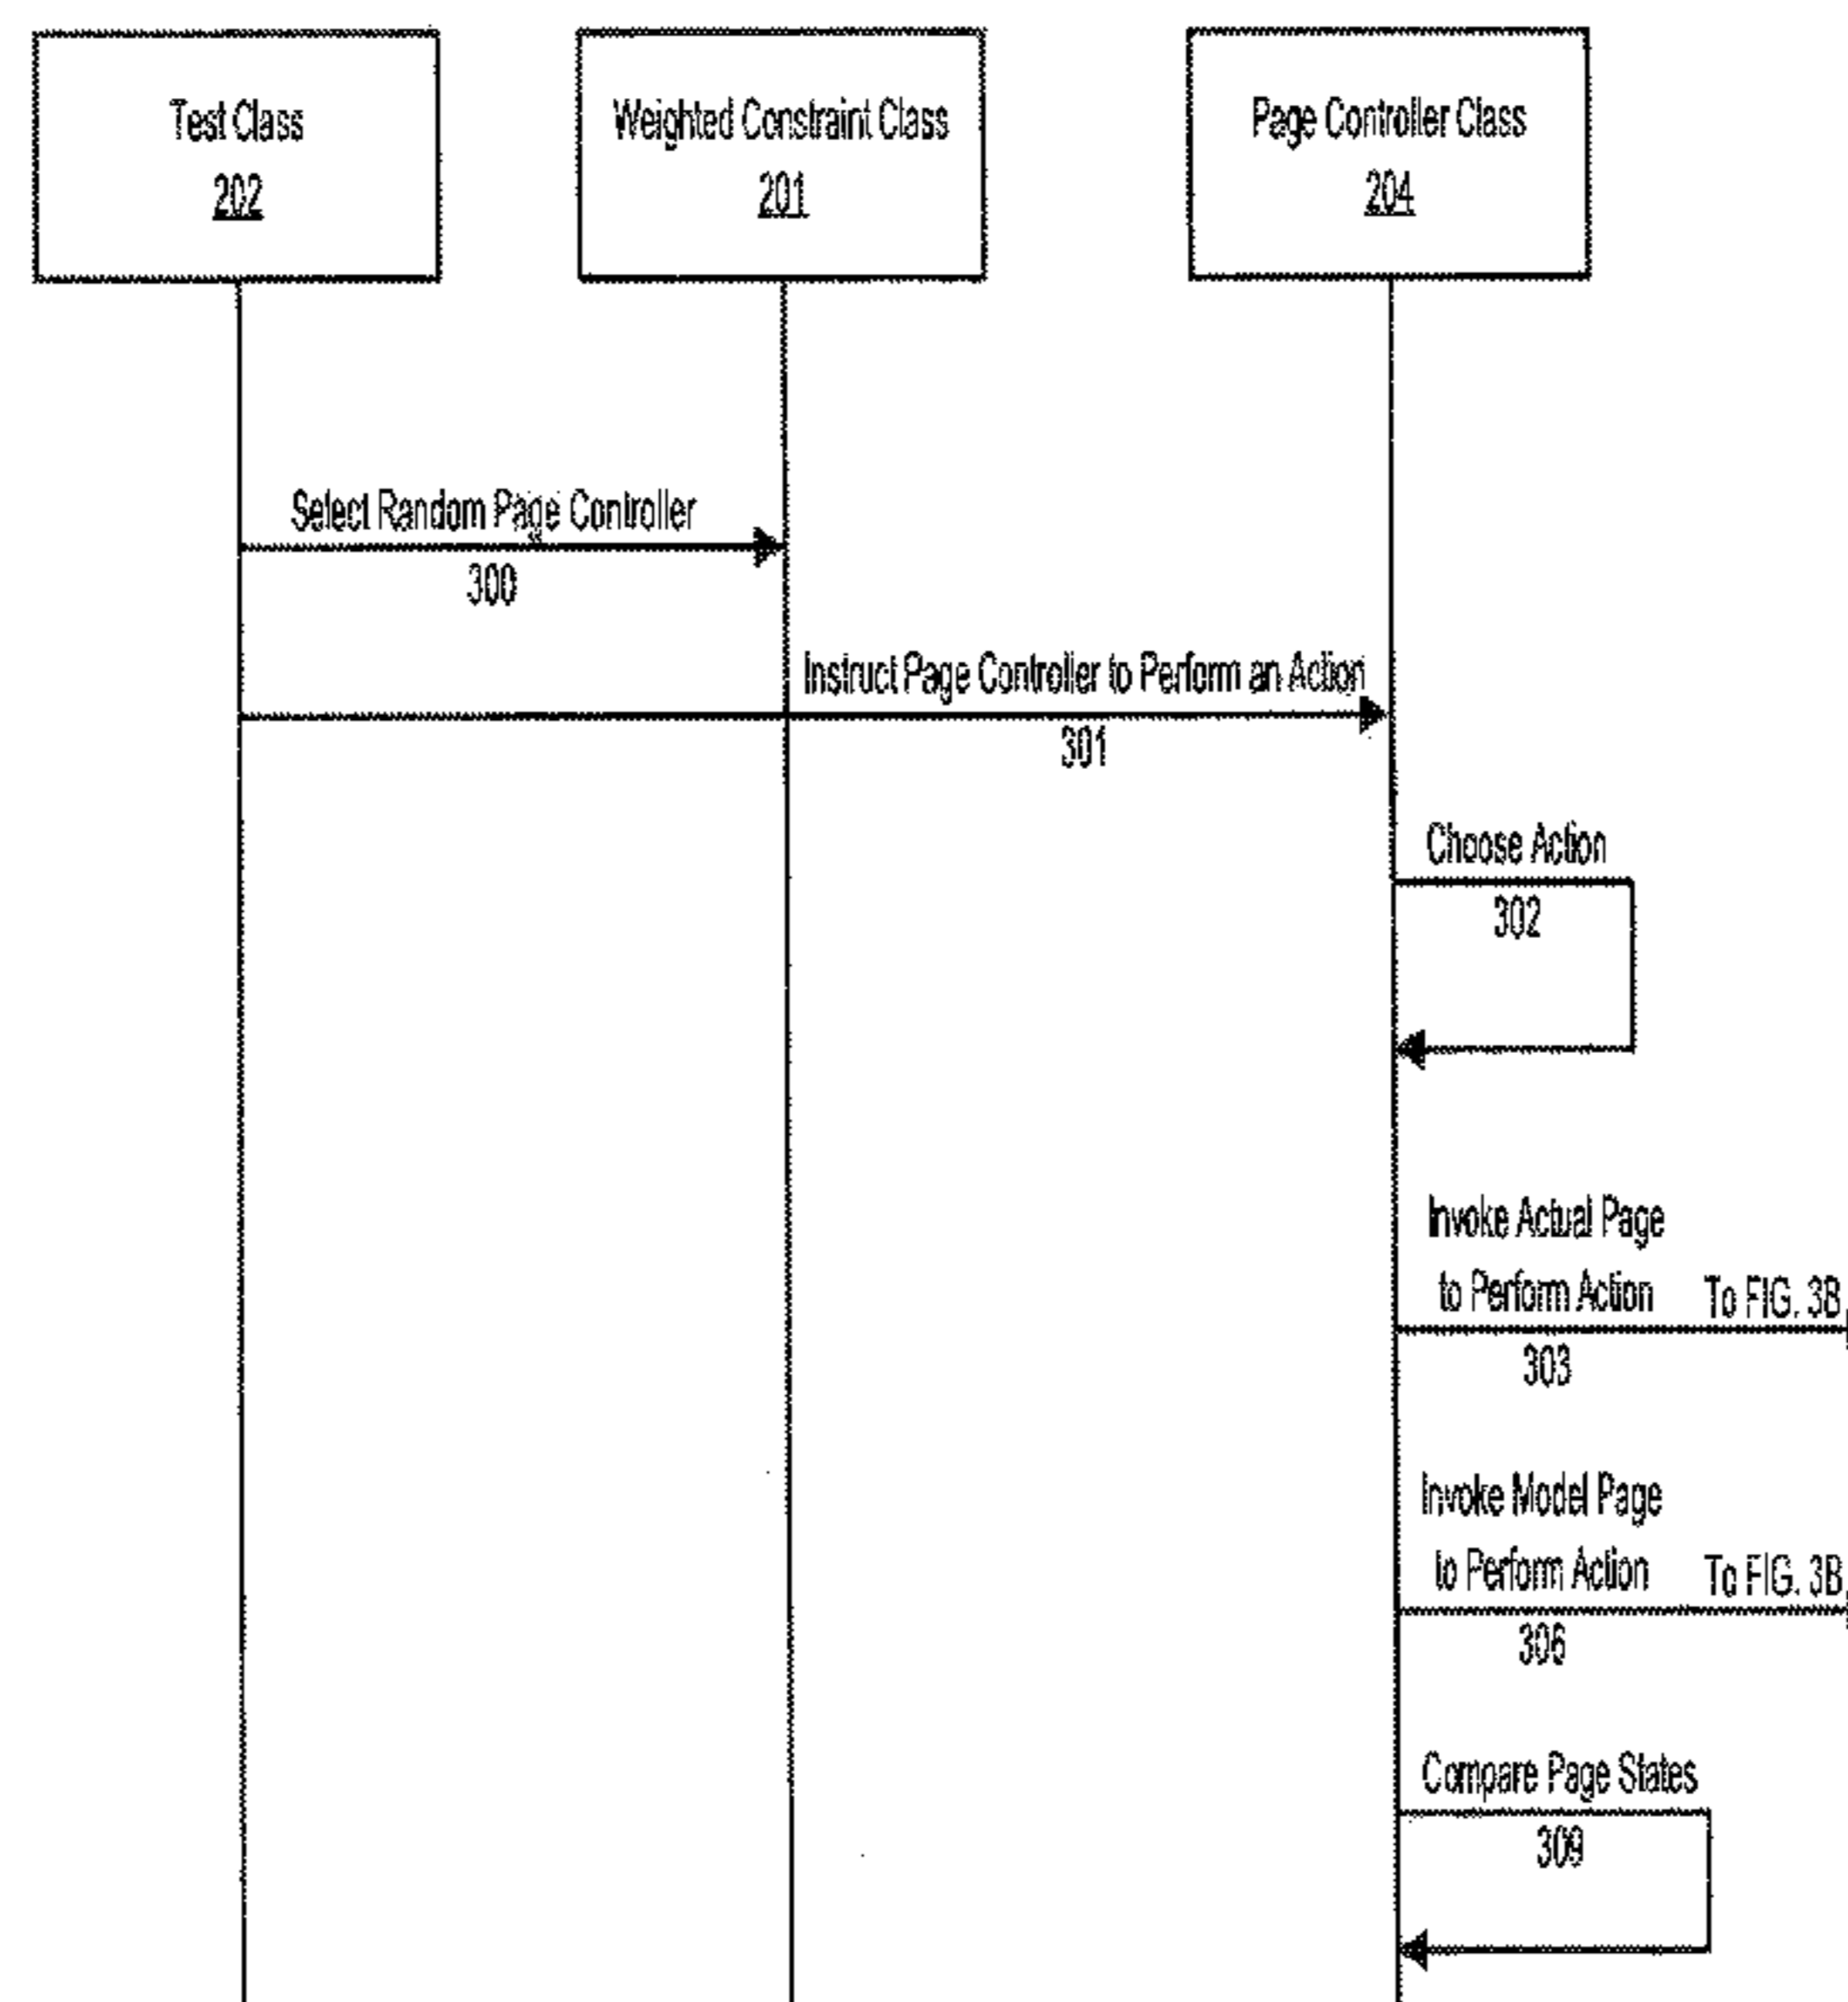 Test Class
202
Weighted Constraint Class
201
Page Controller Class
204
Select Random Page Controller
300
Instruct Page Controller to Perform an Action
301
Choose Action
302
Invoke Actual Page
to Perform Action
To FIG. 3B
303
Invoke Model Page
to Perform Action
To FIG. 3B
306
Compare Page States
309